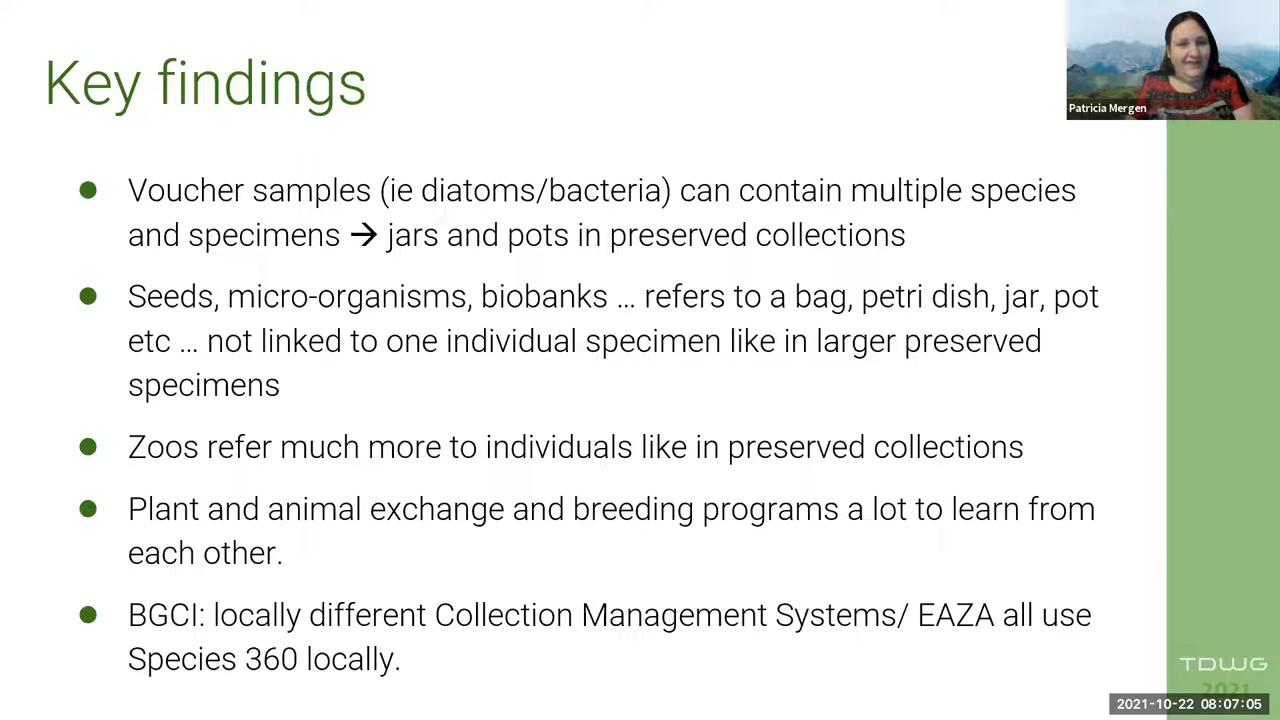 Key findings
Patricia Mergen
● Voucher samples (ie diatoms/bacteria) can contain multiple species
and specimens → jars and pots in preserved collections
● Seeds, micro-organisms, biobanks … refers to a bag, petri dish, jar, pot
etc … not linked to one individual specimen like in larger preserved
specimens
● Zoos refer much more to individuals like in preserved collections
● Plant and animal exchange and breeding programs a lot to learn from
each other.
● BGCI: locally different Collection Management Systems/ EAZA all use
Species 360 locally.
TDWG
2021
2021-10-22 08:07:05